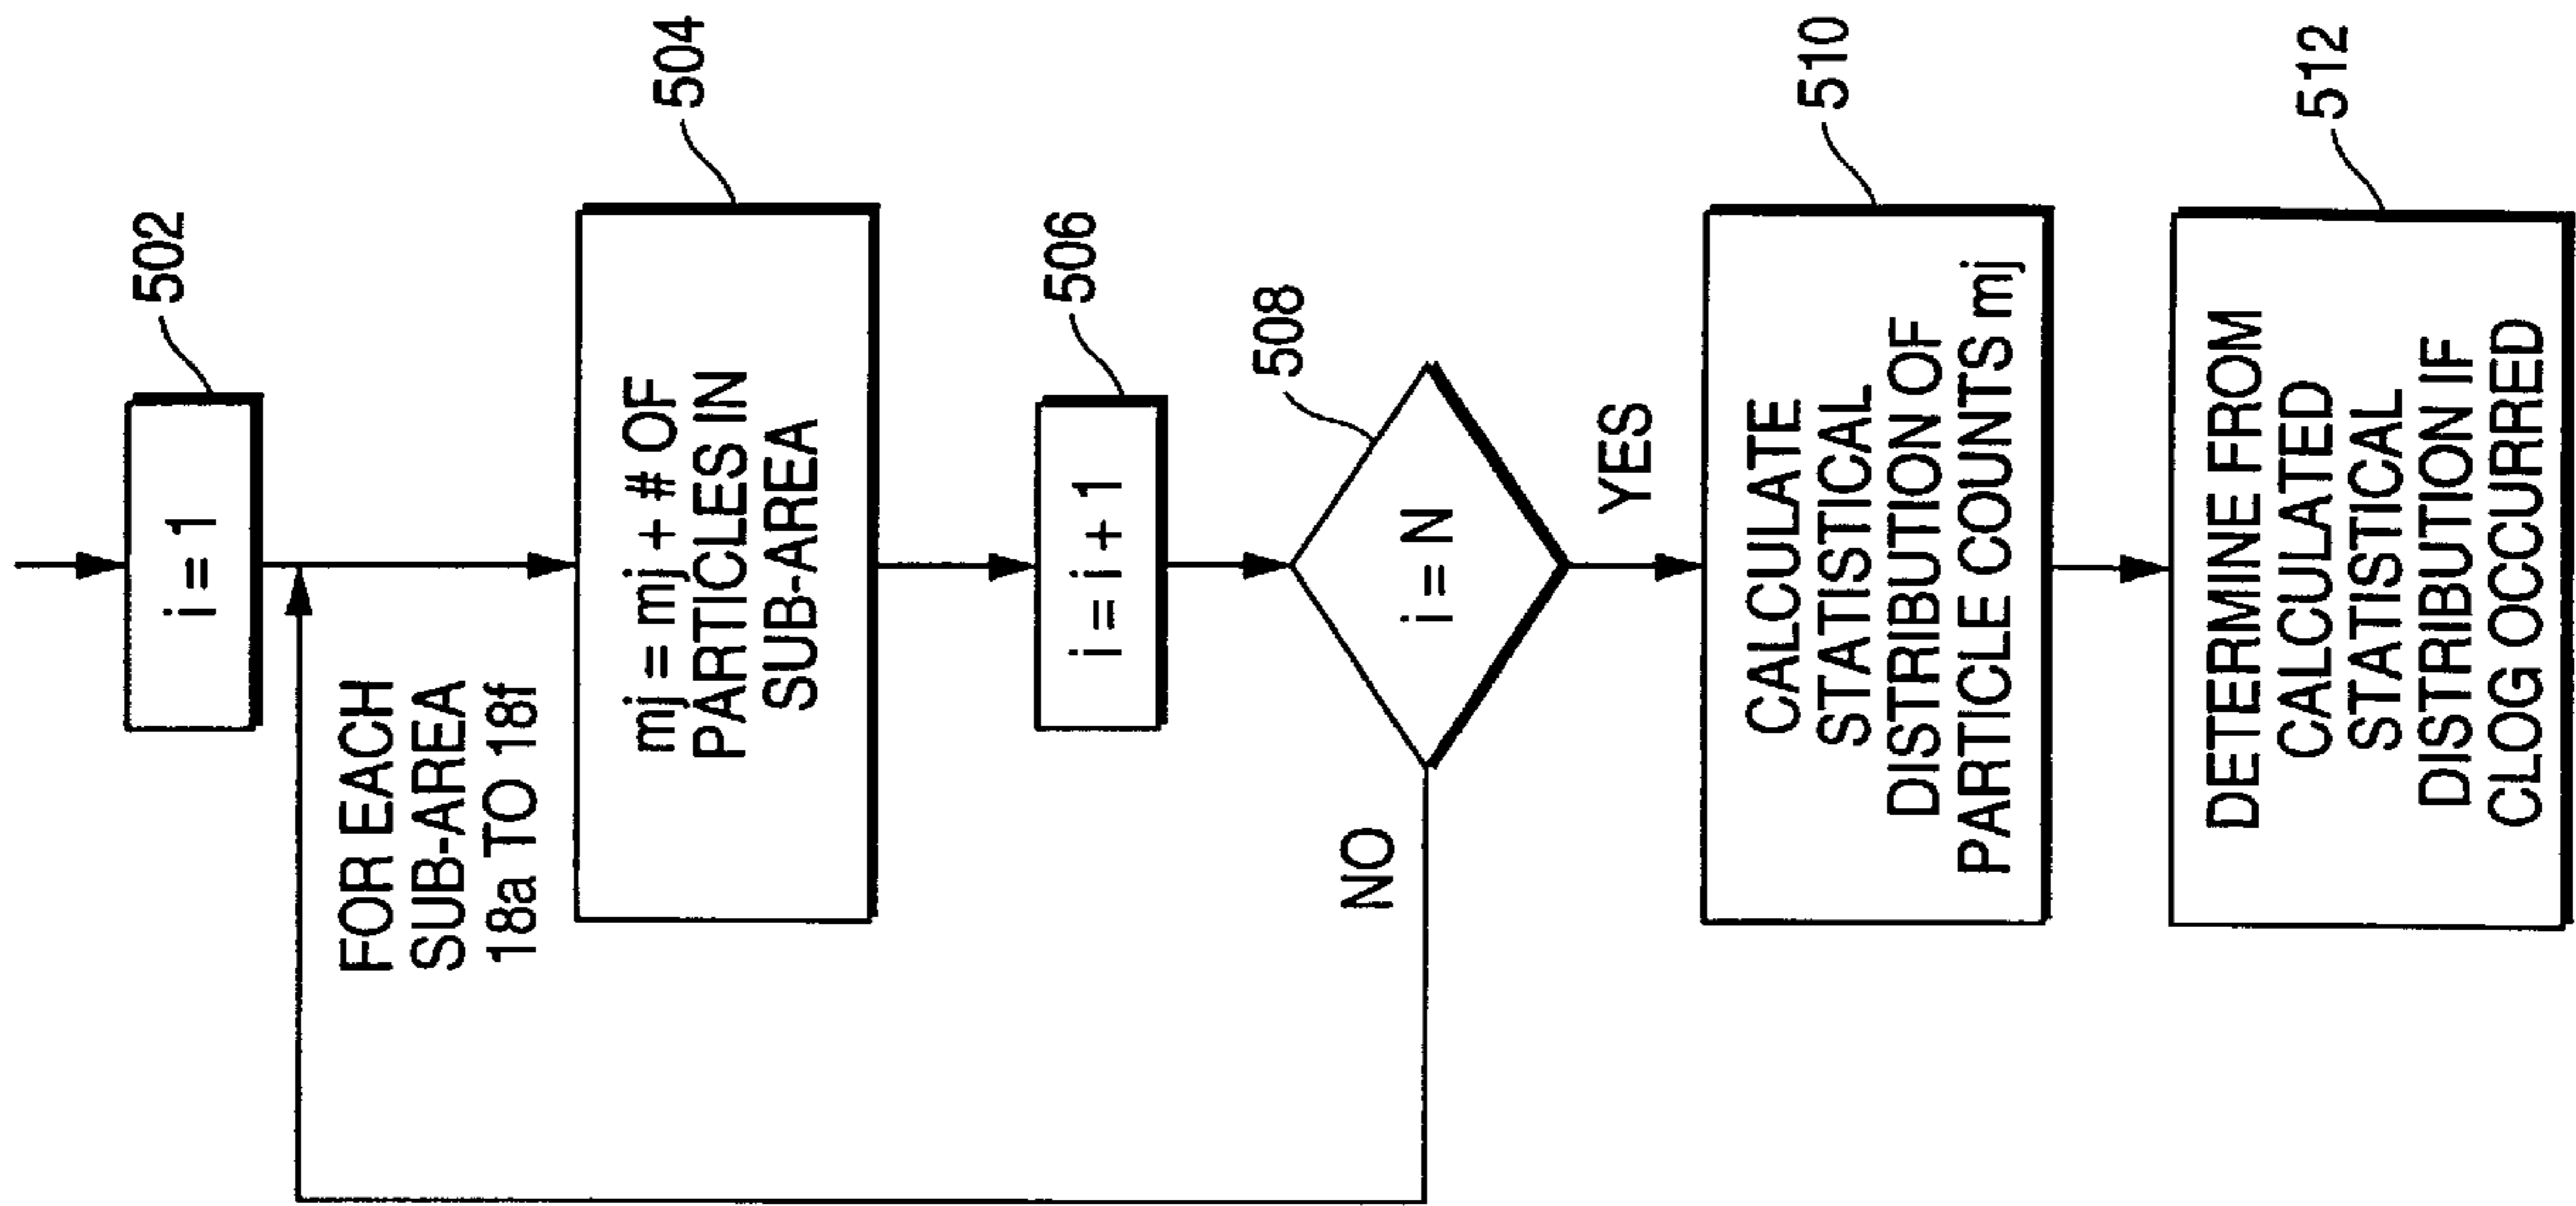 502
i = 1
FOR EACH
SUB-AREA
18a TO 18f
504
mj = mj + # OF
PARTICLES IN
SUB-AREA
506
i = i + 1
508
i = N
NO
YES
510
CALCULATE
STATISTICAL
DISTRIBUTION OF
PARTICLE COUNTS mj
512
DETERMINE FROM
CALCULATED
STATISTICAL
DISTRIBUTION IF
CLOG OCCURRED